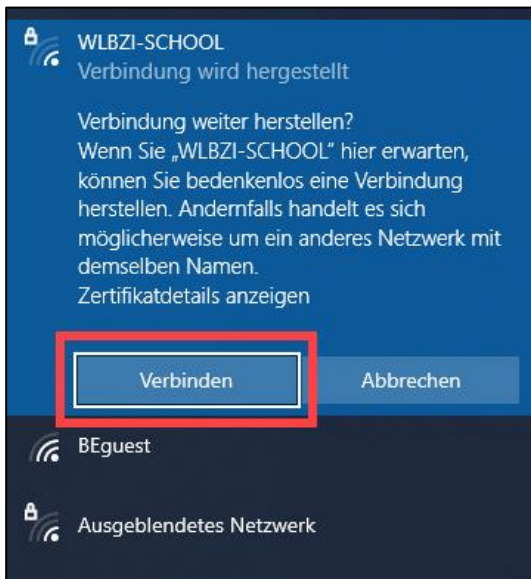 WLBZI-SCHOOL
Verbindung wird hergestellt
Verbindung weiter herstellen?
Wenn Sie „WLBZI-SCHOOL“ hier erwarten,
können Sie bedenkenlos eine Verbindung
herstellen. Andernfalls handelt es sich
möglicherweise um ein anderes Netzwerk mit
demselben Namen.
Zertifikatdetails anzeigen
Verbinden
Abbrechen
BEguest
Ausgeblendetes Netzwerk